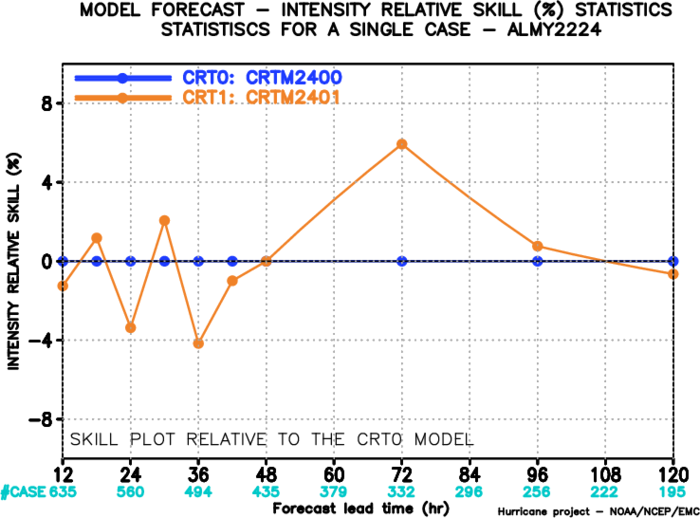 MODEL FORECAST – INTENSITY RELATIVE SKILL (%) STATISTICS
STATISTISCS FOR A SINGLE CASE – ALMY2224
CRT0: CRTM2400
CRT1: CRTM2401
INTENSITY RELATIVE SKILL (%)
8
4
0
−4
−8
SKILL PLOT RELATIVE TO THE CRT0 MODEL
12 24 36 48 60 72 84 96 108 120
#CASE 635 560 494 435 379 332 296 256 222 195
Forecast lead time (hr)
Hurricane project – NOAA/NCEP/EMC